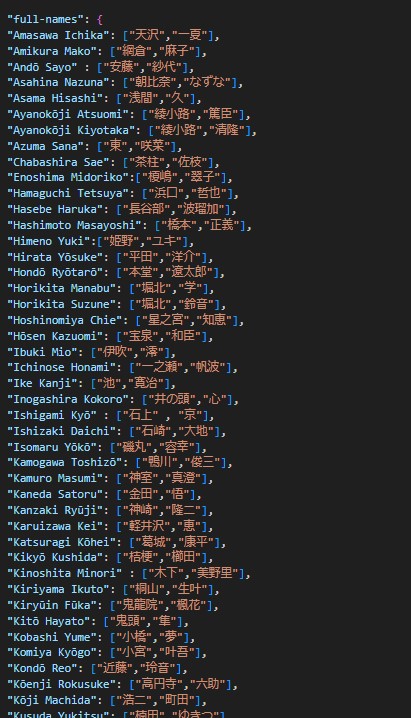 "full-names": {
"Amasawa Ichika": ["天沢","一夏"],
"Amikura Mako": ["網倉","麻子"],
"Andō Sayo" : ["安藤","紗代"],
"Asahina Nazuna": ["朝比奈","なずな"],
"Asama Hisashi": ["浅間","久"],
"Ayanokōji Atsuomi": ["綾小路","篤臣"],
"Ayanokōji Kiyotaka": ["綾小路","清隆"],
"Azuma Sana": ["東","咲菜"],
"Chabashira Sae": ["茶柱","佐枝"],
"Enoshima Midoriko":["榎嶋","翠子"],
"Hamaguchi Tetsuya": ["浜口","哲也"],
"Hasebe Haruka": ["長谷部","波瑠加"],
"Hashimoto Masayoshi": ["橋本","正義"],
"Himeno Yuki":["姫野","ユキ"],
"Hirata Yōsuke": ["平田","洋介"],
"Hondō Ryōtarō": ["本堂","遼太郎"],
"Horikita Manabu": ["堀北","学"],
"Horikita Suzune": ["堀北","鈴音"],
"Hoshinomiya Chie": ["星之宮","知恵"],
"Hōsen Kazuomi": ["宝泉","和臣"],
"Ibuki Mio": ["伊吹","澪"],
"Ichinose Honami": ["一之瀬","帆波"],
"Ike Kanji": ["池","寛治"],
"Inogashira Kokoro": ["井の頭","心"],
"Ishigami Kyō" : ["石上" , "京"],
"Ishizaki Daichi": ["石崎","大地"],
"Isomaru Yōkō": ["磯丸","容幸"],
"Kamogawa Toshizō": ["鴨川","俊三"],
"Kamuro Masumi": ["神室","真澄"],
"Kaneda Satoru": ["金田","悟"],
"Kanzaki Ryūji": ["神崎","隆二"],
"Karuizawa Kei": ["軽井沢","恵"],
"Katsuragi Kōhei": ["葛城","康平"],
"Kikyō Kushida": ["桔梗","櫛田"],
"Kinoshita Minori" : ["木下","美野里"],
"Kiriyama Ikuto": ["桐山","生叶"],
"Kiryūin Fūka": ["鬼龍院","楓花"],
"Kitō Hayato": ["鬼頭","隼"],
"Kobashi Yume": ["小橋","夢"],
"Komiya Kyōgo": ["小宮","叶吾"],
"Kondō Reo": ["近藤","玲音"],
"Kōenji Rokusuke": ["高円寺","六助"],
"Kōji Machida": ["浩二","町田"],
"Kusuda Yukitsu": ["楠田","ゆきつ"],